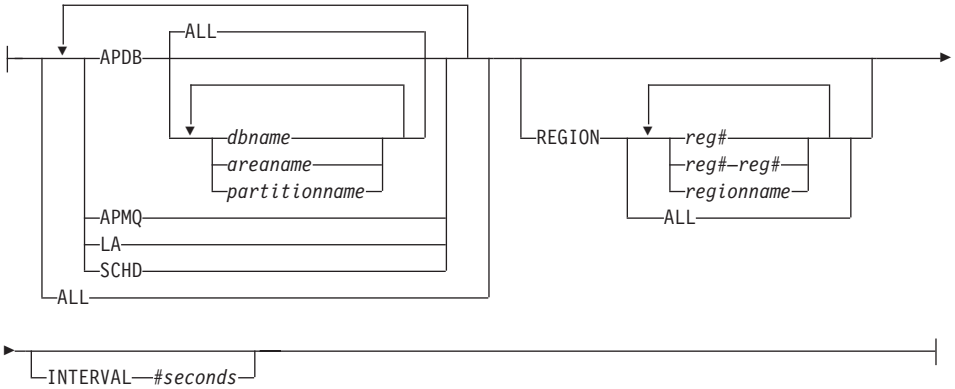 ALL
APDB
dbname
areaname
partitionname
APMQ
LA
SCHD
ALL
REGION
reg#
reg#–reg#
regionname
ALL
INTERVAL #seconds